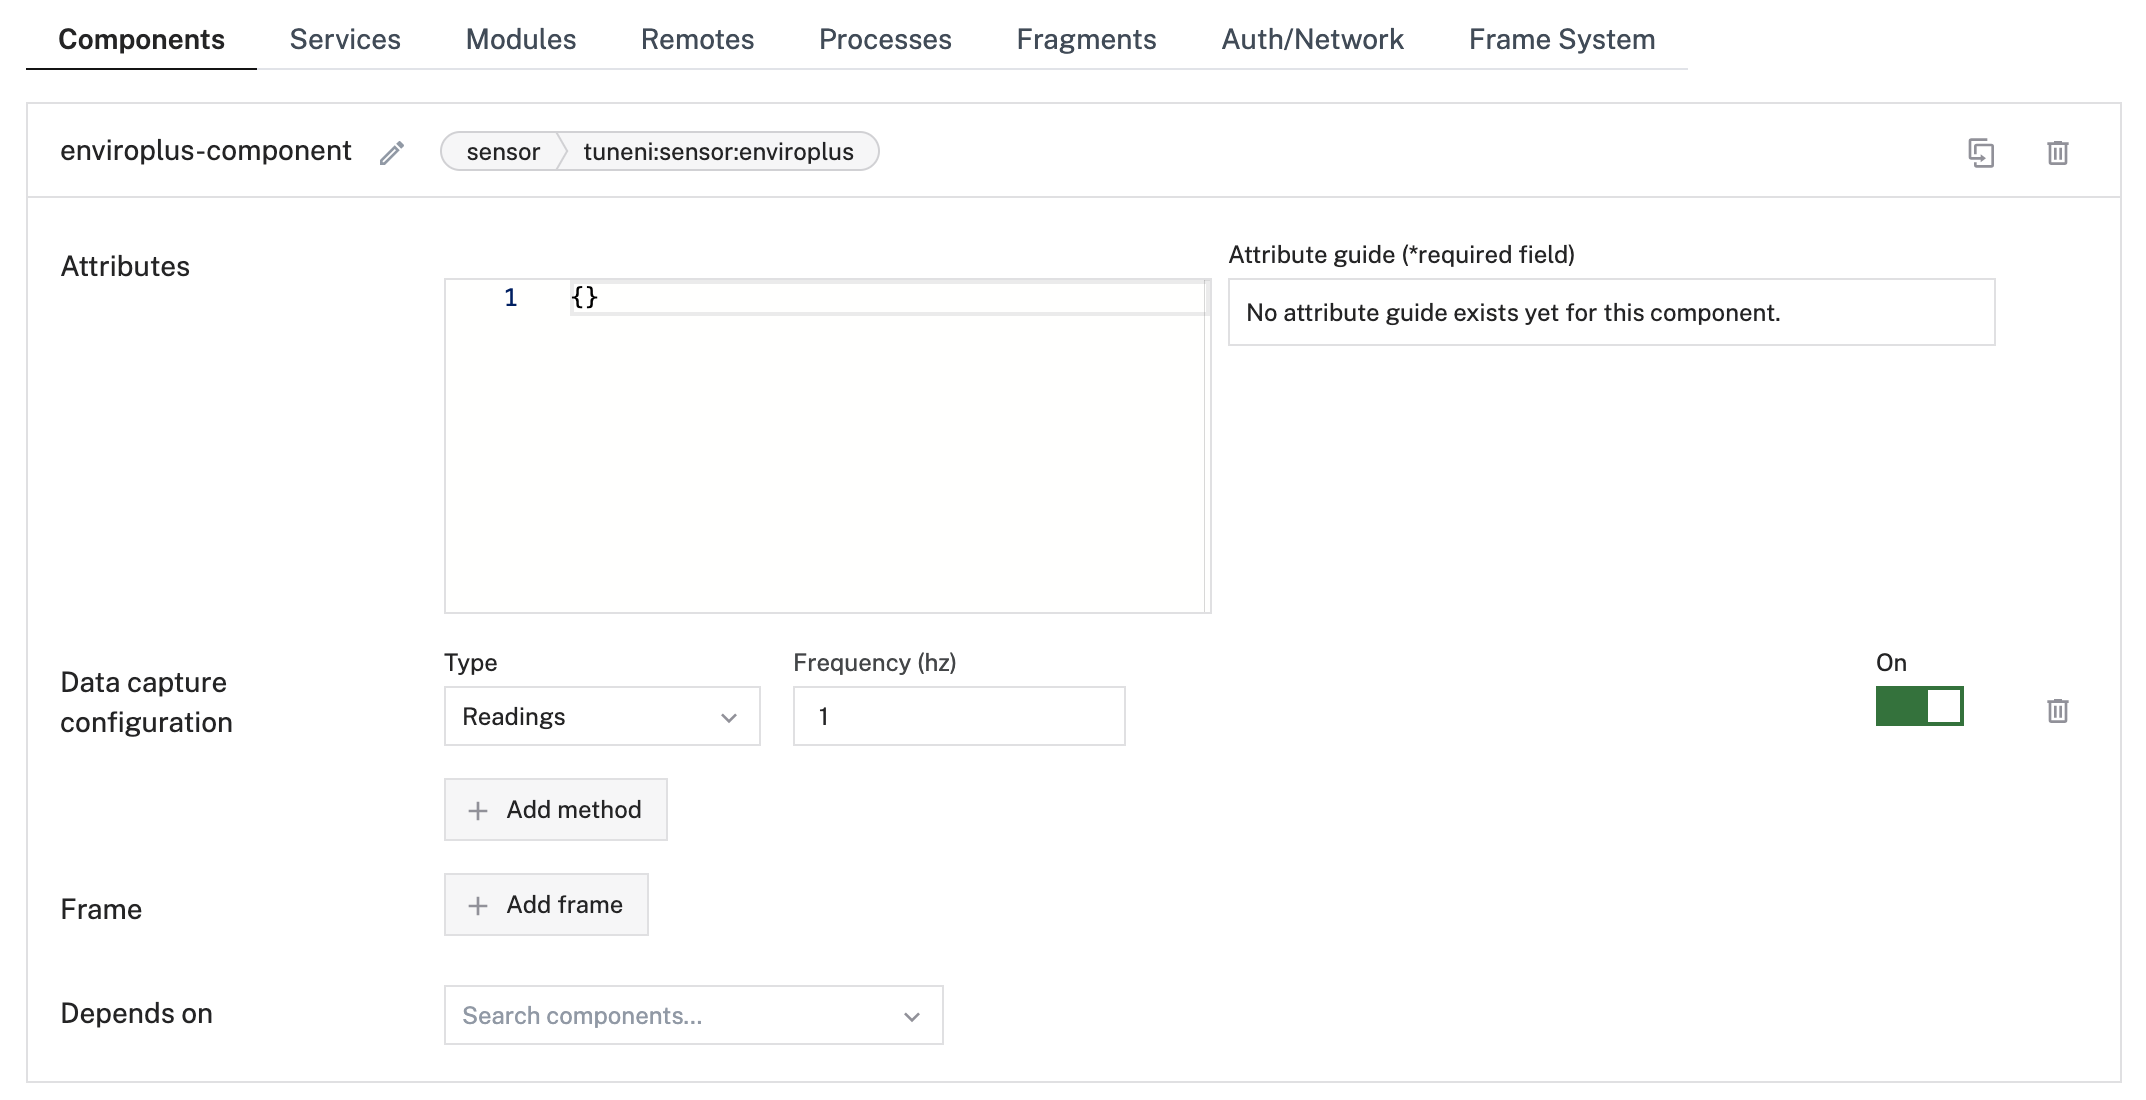 Components Services Modules Remotes Processes Fragments Auth/Network Frame System
enviroplus-component sensor tuneni:sensor:enviroplus
Attributes
Attribute guide (*required field)
1 {}
No attribute guide exists yet for this component.
Data capture
configuration
Type Frequency (hz) On
Readings 1
+ Add method
Frame
+ Add frame
Depends on
Search components...